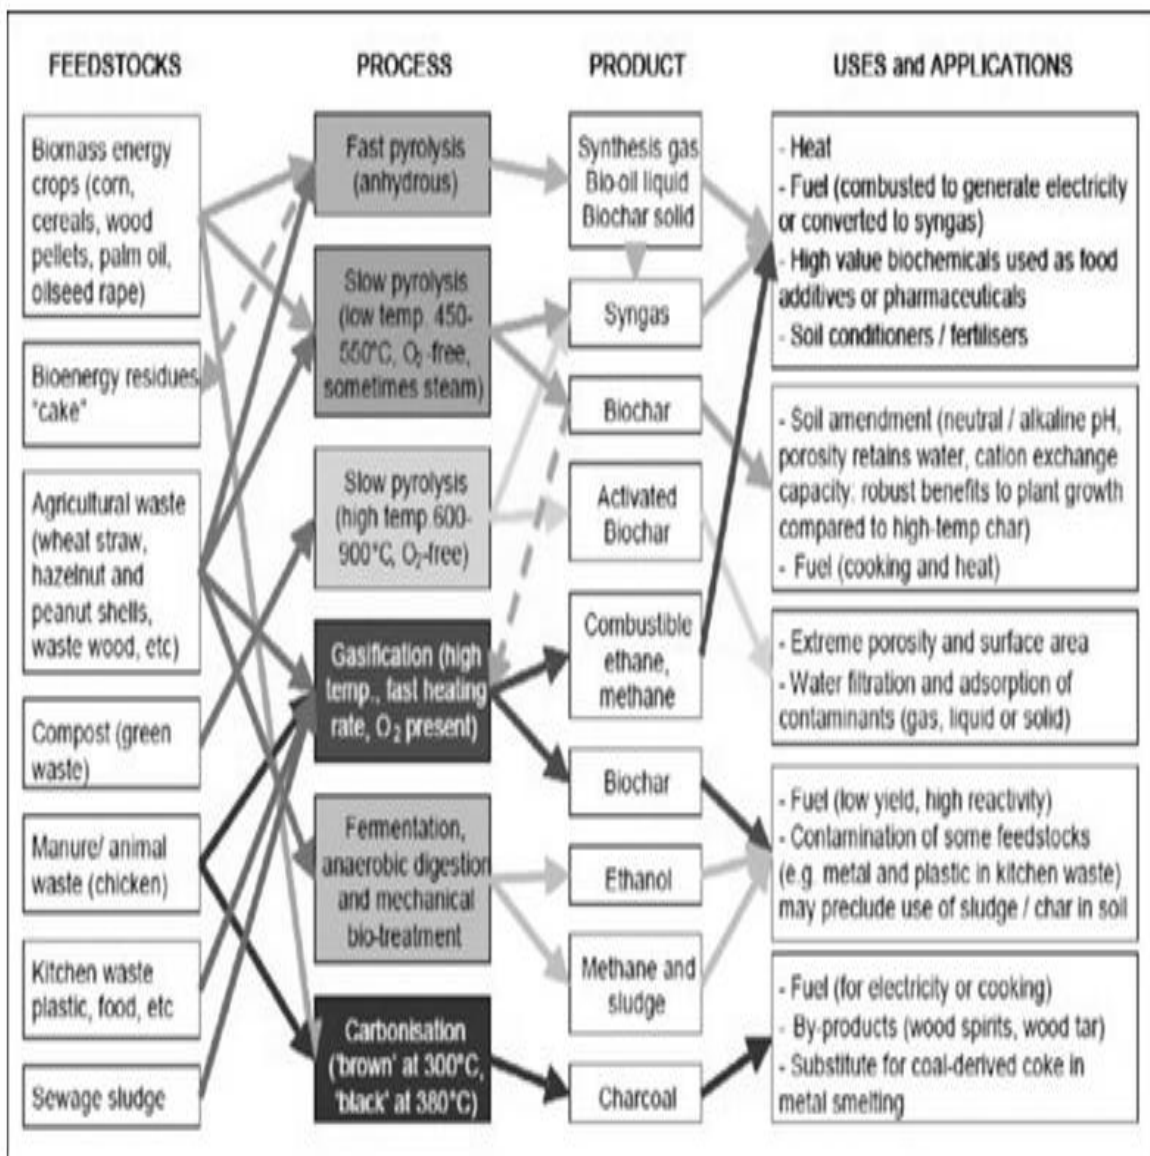 FEEDSTOCKS
PROCESS
PRODUCT
USES and APPLICATIONS
Biomass energy
crops (corn,
cereals, wood
pellets, palm oil,
oilseed rape)
Bioenergy residues
"cake"
Agricultural waste
(wheat straw,
hazelnut and
peanut shells,
waste wood, etc)
Compost (green
waste)
Manure/ animal
waste (chicken)
Kitchen waste
plastic, food, etc
Sewage sludge
Fast pyrolysis
(anhydrous)
Slow pyrolysis
(low temp. 450-
550°C, O₂-free,
sometimes steam)
Slow pyrolysis
(high temp 600-
900°C, O₂-free)
Gasification (high
temp., fast heating
rate, O₂ present)
Fermentation,
anaerobic digestion
and mechanical
bio-treatment
Carbonisation
('brown' at 300°C,
'black' at 380°C)
Synthesis gas
Bio-oil liquid
Biochar solid
Syngas
Biochar
Activated
Biochar
Combustible
ethane,
methane
Biochar
Ethanol
Methane and
sludge
Charcoal
- Heat
- Fuel (combusted to generate electricity
or converted to syngas)
- High value biochemicals used as food
additives or pharmaceuticals
- Soil conditioners / fertilisers
- Soil amendment (neutral / alkaline pH,
porosity retains water, cation exchange
capacity: robust benefits to plant growth
compared to high-temp char)
- Fuel (cooking and heat)
- Extreme porosity and surface area
- Water filtration and adsorption of
contaminants (gas, liquid or solid)
- Fuel (low yield, high reactivity)
- Contamination of some feedstocks
(e.g. metal and plastic in kitchen waste)
may preclude use of sludge / char in soil
- Fuel (for electricity or cooking)
- By-products (wood spirits, wood tar)
- Substitute for coal-derived coke in
metal smelting